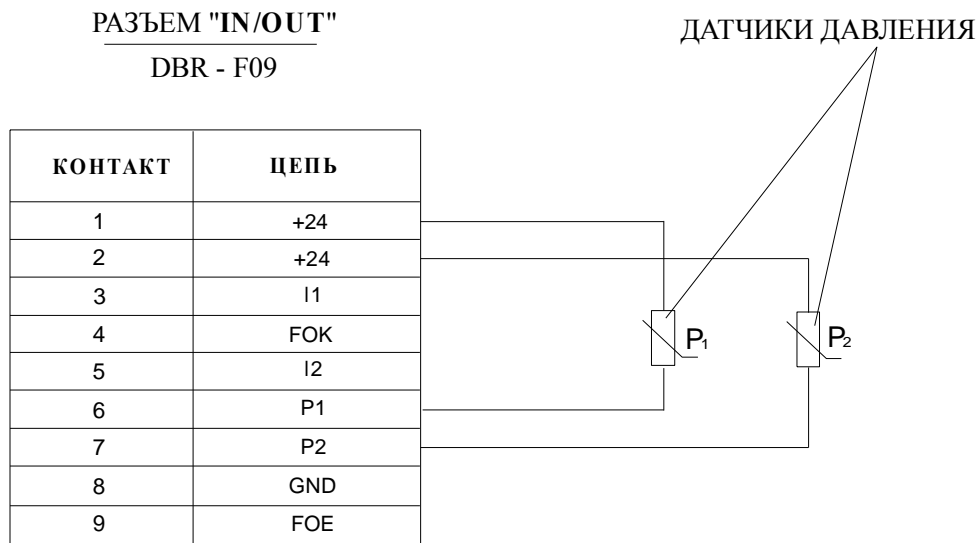 РАЗЪЕМ "IN/OUT"
DBR - F09
ДАТЧИКИ ДАВЛЕНИЯ
КОНТАКТ ЦЕПЬ
1 +24
2 +24
3 I1
4 FOK
5 I2
6 P1
7 P2
8 GND
9 FOE
P1
P2